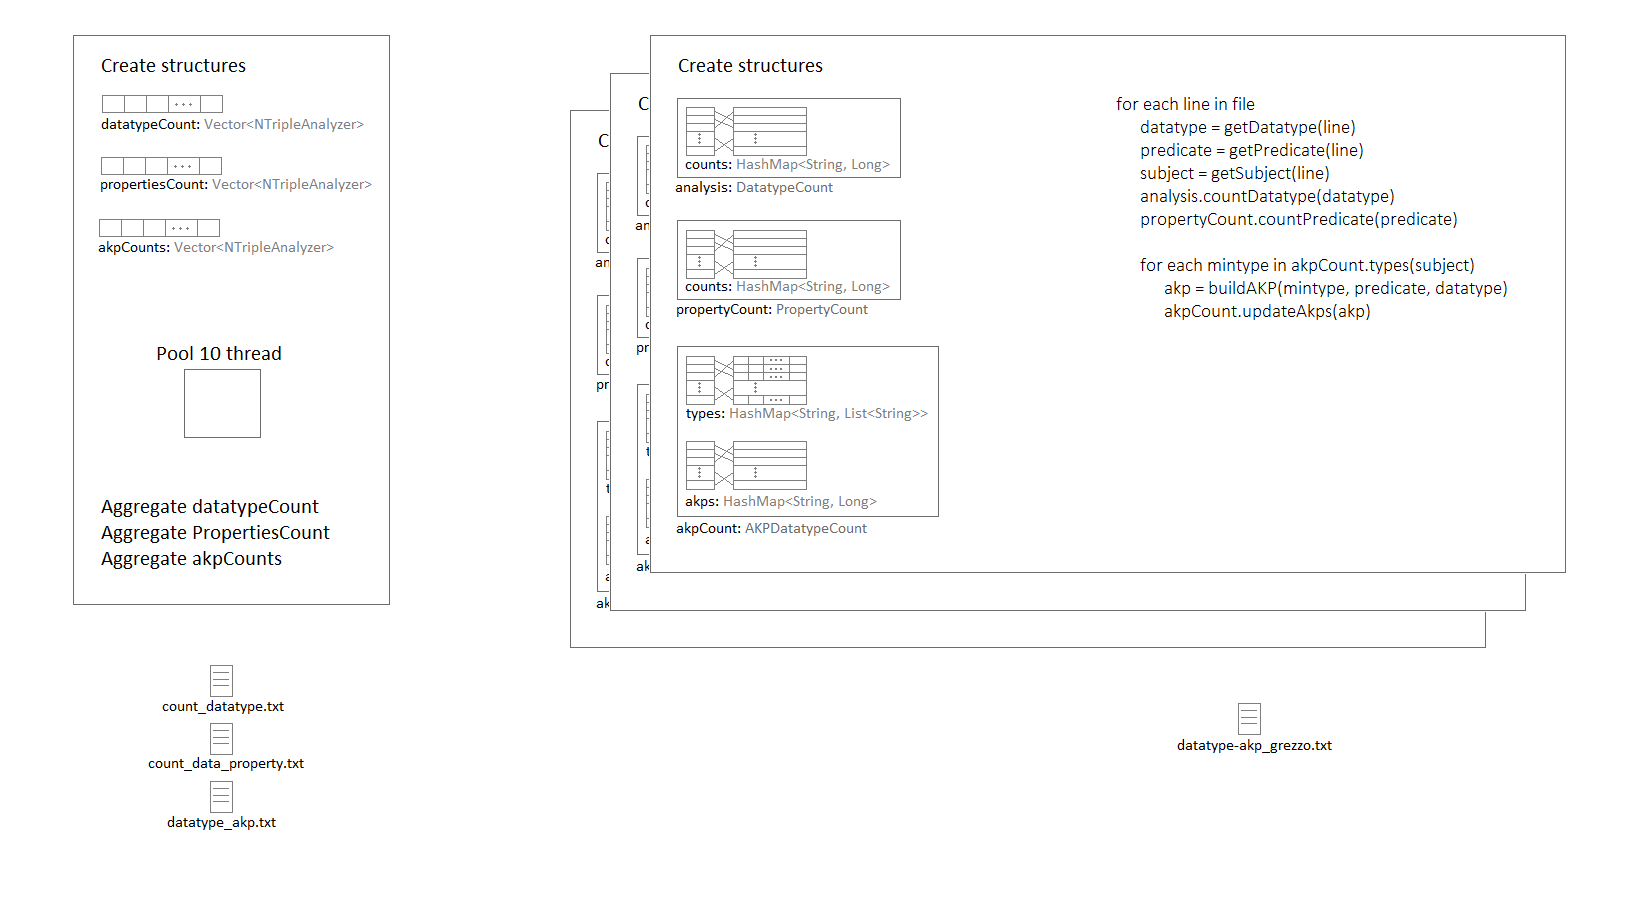 Create structures
datatypeCount: Vector<NTripleAnalyzer>
propertiesCount: Vector<NTripleAnalyzer>
akpCounts: Vector<NTripleAnalyzer>
Pool 10 thread
Aggregate datatypeCount
Aggregate PropertiesCount
Aggregate akpCounts
count_datatype.txt
count_data_property.txt
datatype_akp.txt
C
an
pr
ak
C
an
pr
ak
Create structures
counts: HashMap<String, Long>
analysis: DatatypeCount
counts: HashMap<String, Long>
propertyCount: PropertyCount
types: HashMap<String, List<String>>
akps: HashMap<String, Long>
akpCount: AKPDatatypeCount
for each line in file
datatype = getDatatype(line)
predicate = getPredicate(line)
subject = getSubject(line)
analysis.countDatatype(datatype)
propertyCount.countPredicate(predicate)
for each mintype in akpCount.types(subject)
akp = buildAKP(mintype, predicate, datatype)
akpCount.updateAkps(akp)
datatype-akp_grezzo.txt